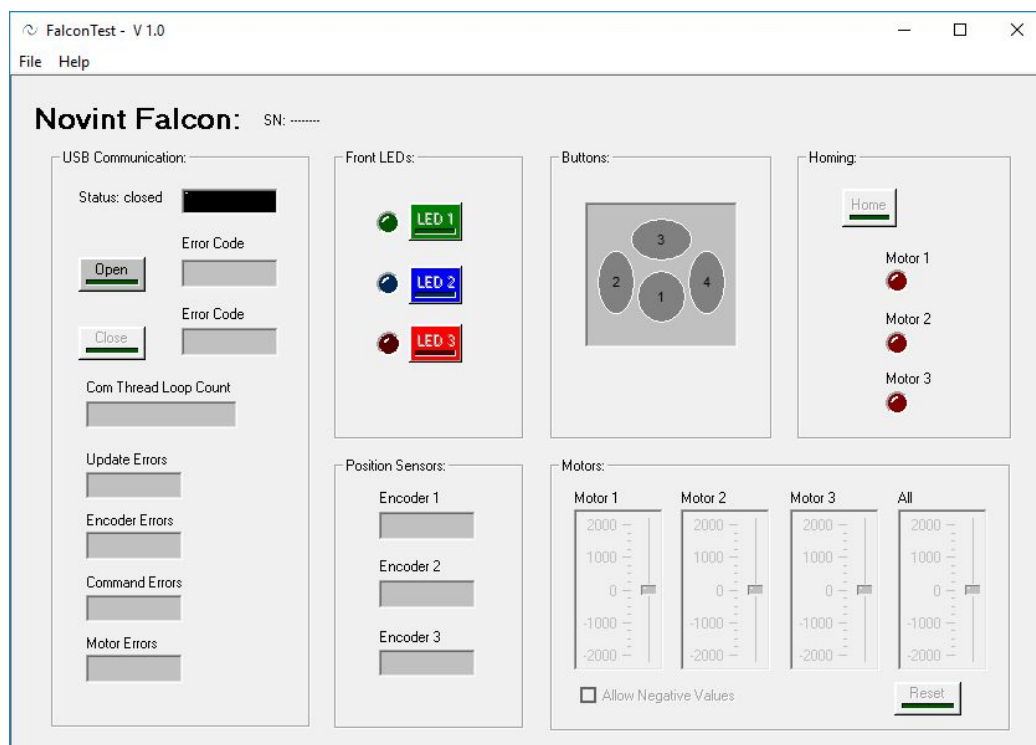 FalconTest - V 1.0
File Help
Novint Falcon: SN: --------
USB Communication:
Status: closed
Error Code
Open
Error Code
Close
Com Thread Loop Count
Update Errors
Encoder Errors
Command Errors
Motor Errors
Front LEDs:
LED 1
LED 2
LED 3
Buttons:
3
2 4
1
Homing:
Home
Motor 1
Motor 2
Motor 3
Position Sensors:
Encoder 1
Encoder 2
Encoder 3
Motors:
Motor 1 Motor 2 Motor 3 All
2000 2000 2000 2000
1000 1000 1000 1000
0 0 0 0
-1000 -1000 -1000 -1000
-2000 -2000 -2000 -2000
Allow Negative Values Reset